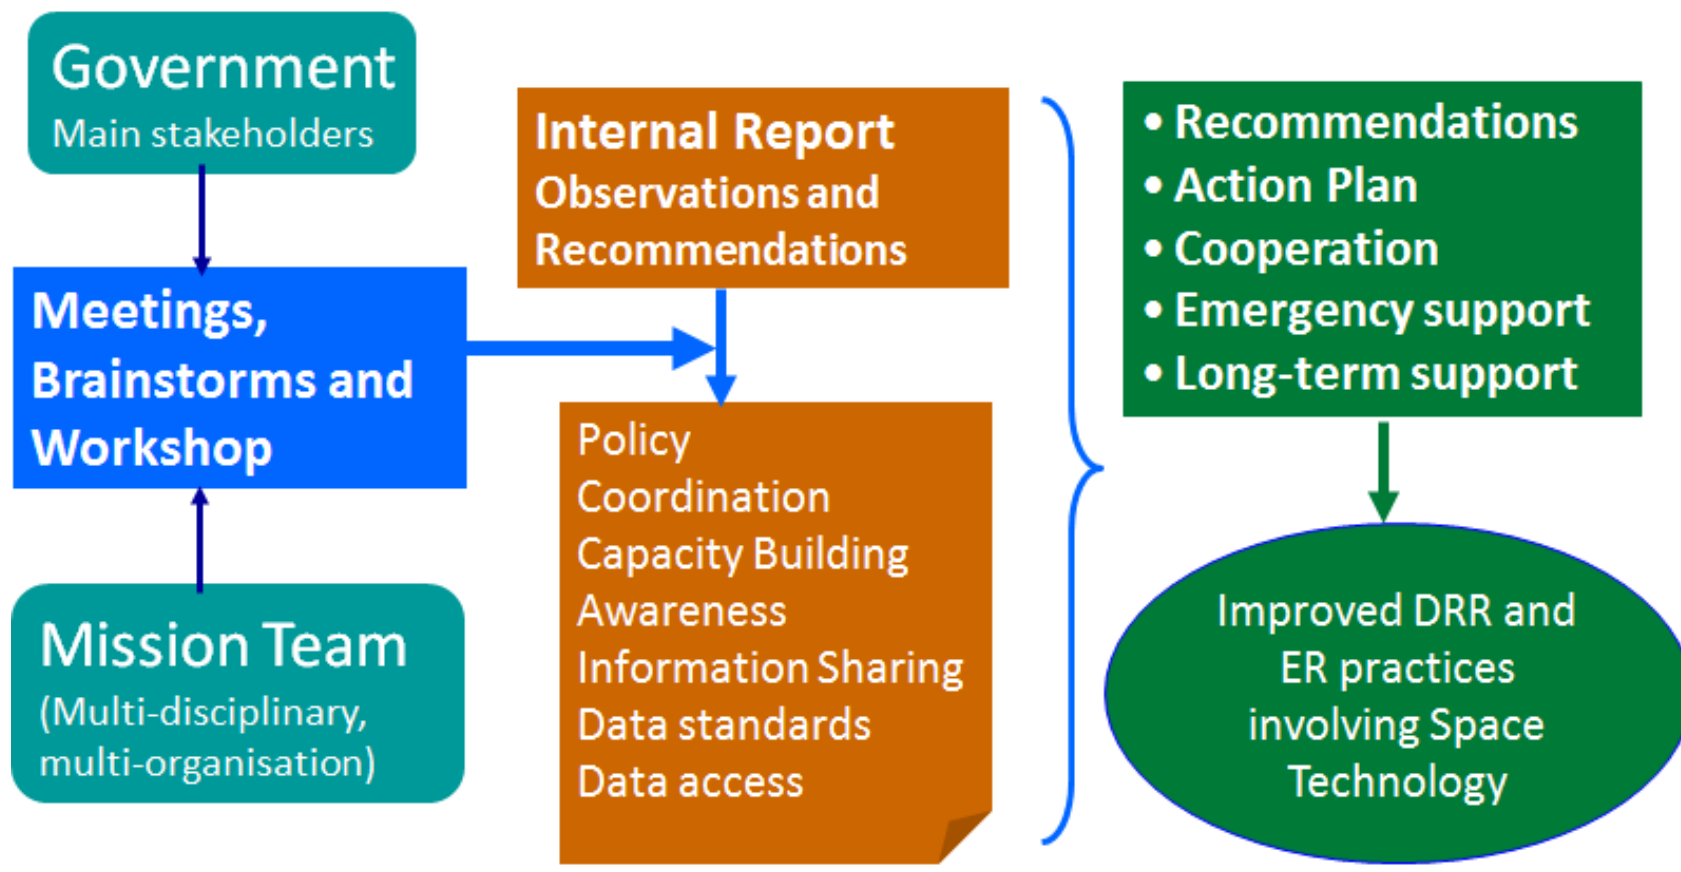 Government
Main stakeholders
Meetings,
Brainstorms and
Workshop
Mission Team
(Multi-disciplinary,
multi-organisation)
Internal Report
Observations and
Recommendations
Policy
Coordination
Capacity Building
Awareness
Information Sharing
Data standards
Data access
• Recommendations
• Action Plan
• Cooperation
• Emergency support
• Long-term support
Improved DRR and
ER practices
involving Space
Technology